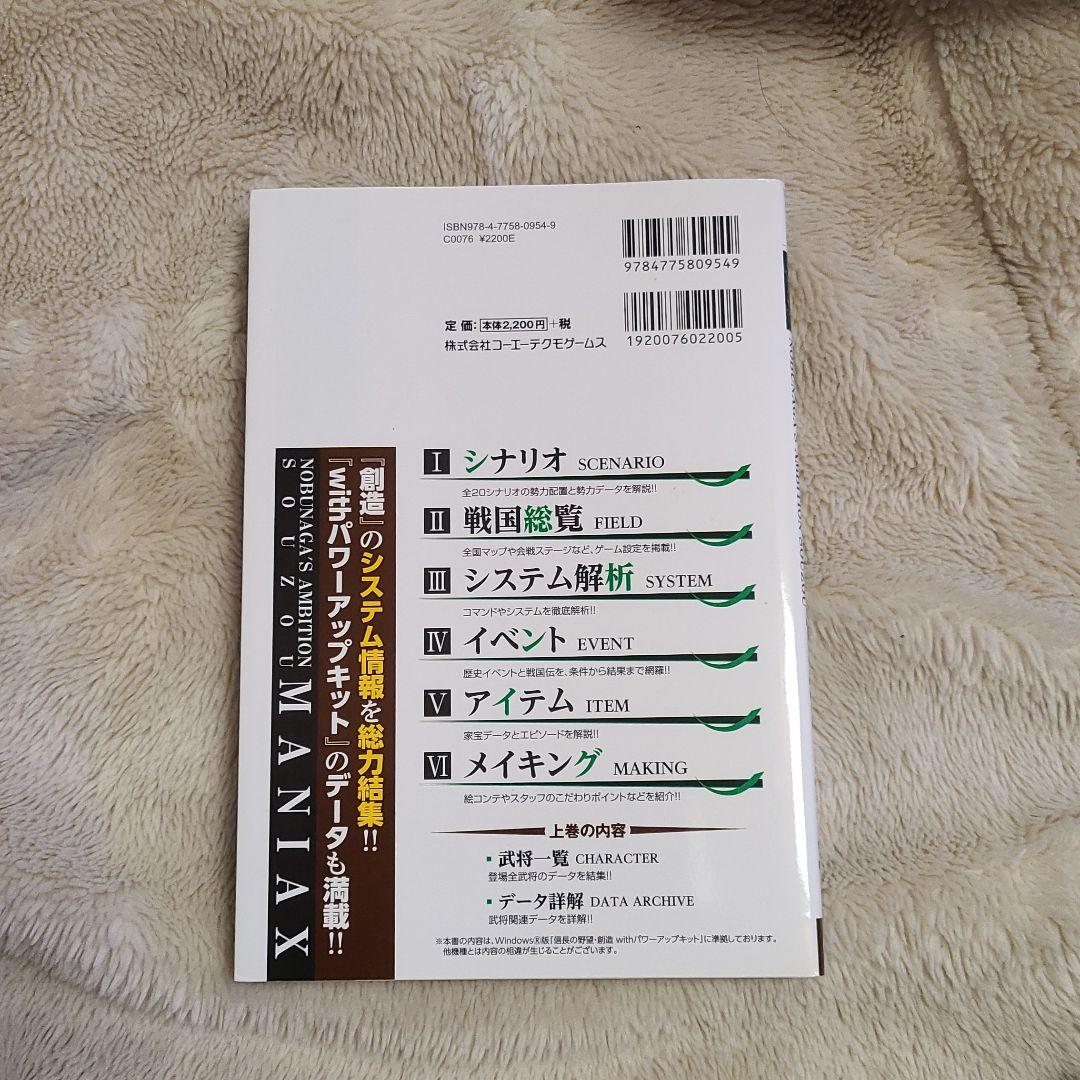 ISBN978-4-7758-0954-9
C0076 ¥2200E
9784775809549
定価: 本体2,200円 +税
株式会社コーエーテクモゲームス
1920076022005
『創造』のシステム情報を総力結集!!
『withパワーアップキット』のデータも満載!!
NOBUNAGA'S AMBITION
SOUZOU
MANIAX
I シナリオ SCENARIO
全20シナリオの勢力配置と勢力データを解説!!
II 戦国総覧 FIELD
全国マップや会戦ステージなど、ゲーム設定を掲載!!
III システム解析 SYSTEM
コマンドやシステムを徹底解析!!
IV イベント EVENT
歴史イベントと戦国伝を、条件から結果まで網羅!!
V アイテム ITEM
家宝データとエピソードを解説!!
VI メイキング MAKING
絵コンテやスタッフのこだわりポイントなどを紹介!!
上巻の内容
▪ 武将一覧 CHARACTER
登場全武将のデータを結集!!
▪ データ詳解 DATA ARCHIVE
武将関連データを詳解!!
※本書の内容は、Windows®版「信長の野望・創造 withパワーアップキット」に準拠しております。
他機種とは内容の相違が生じることがございます。